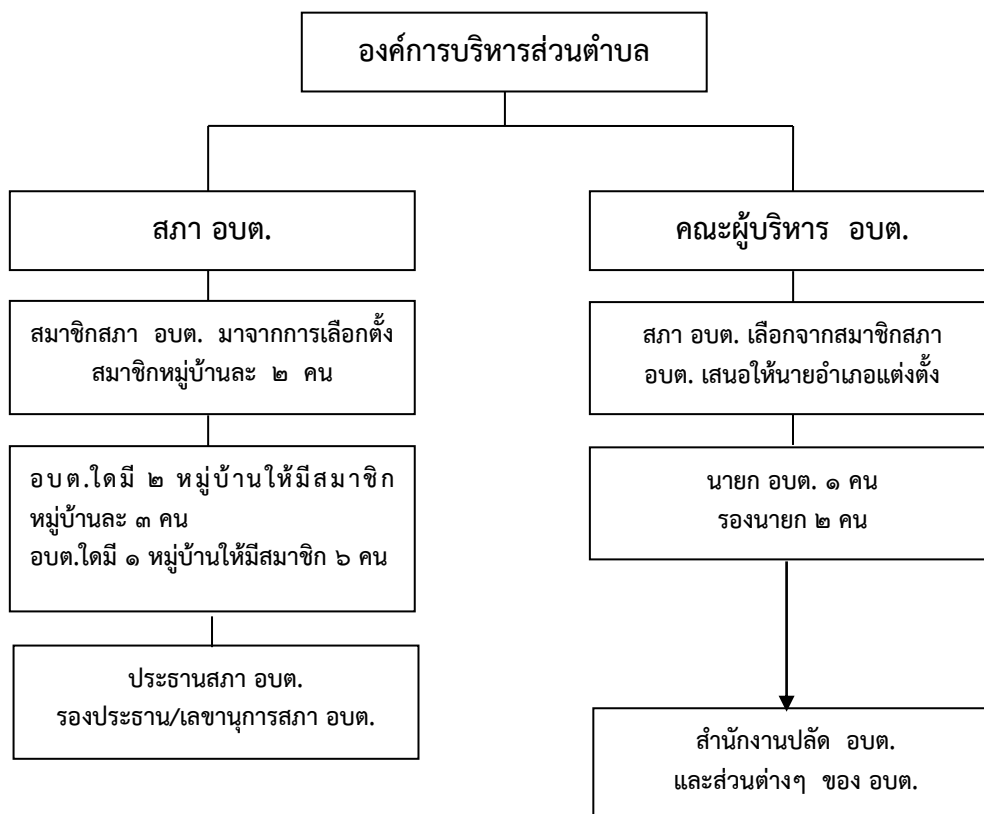 องค์การบริหารส่วนตำบล
สภา อบต.
สมาชิกสภา อบต. มาจากการเลือกตั้ง
สมาชิกหมู่บ้านละ ๒ คน
อบต.ใดมี ๒ หมู่บ้านให้มีสมาชิก
หมู่บ้านละ ๓ คน
อบต.ใดมี ๑ หมู่บ้านให้มีสมาชิก ๖ คน
ประธานสภา อบต.
รองประธาน/เลขานุการสภา อบต.
คณะผู้บริหาร อบต.
สภา อบต. เลือกจากสมาชิกสภา
อบต. เสนอให้นายอำเภอแต่งตั้ง
นายก อบต. ๑ คน
รองนายก ๒ คน
สำนักงานปลัด อบต.
และส่วนต่างๆ ของ อบต.